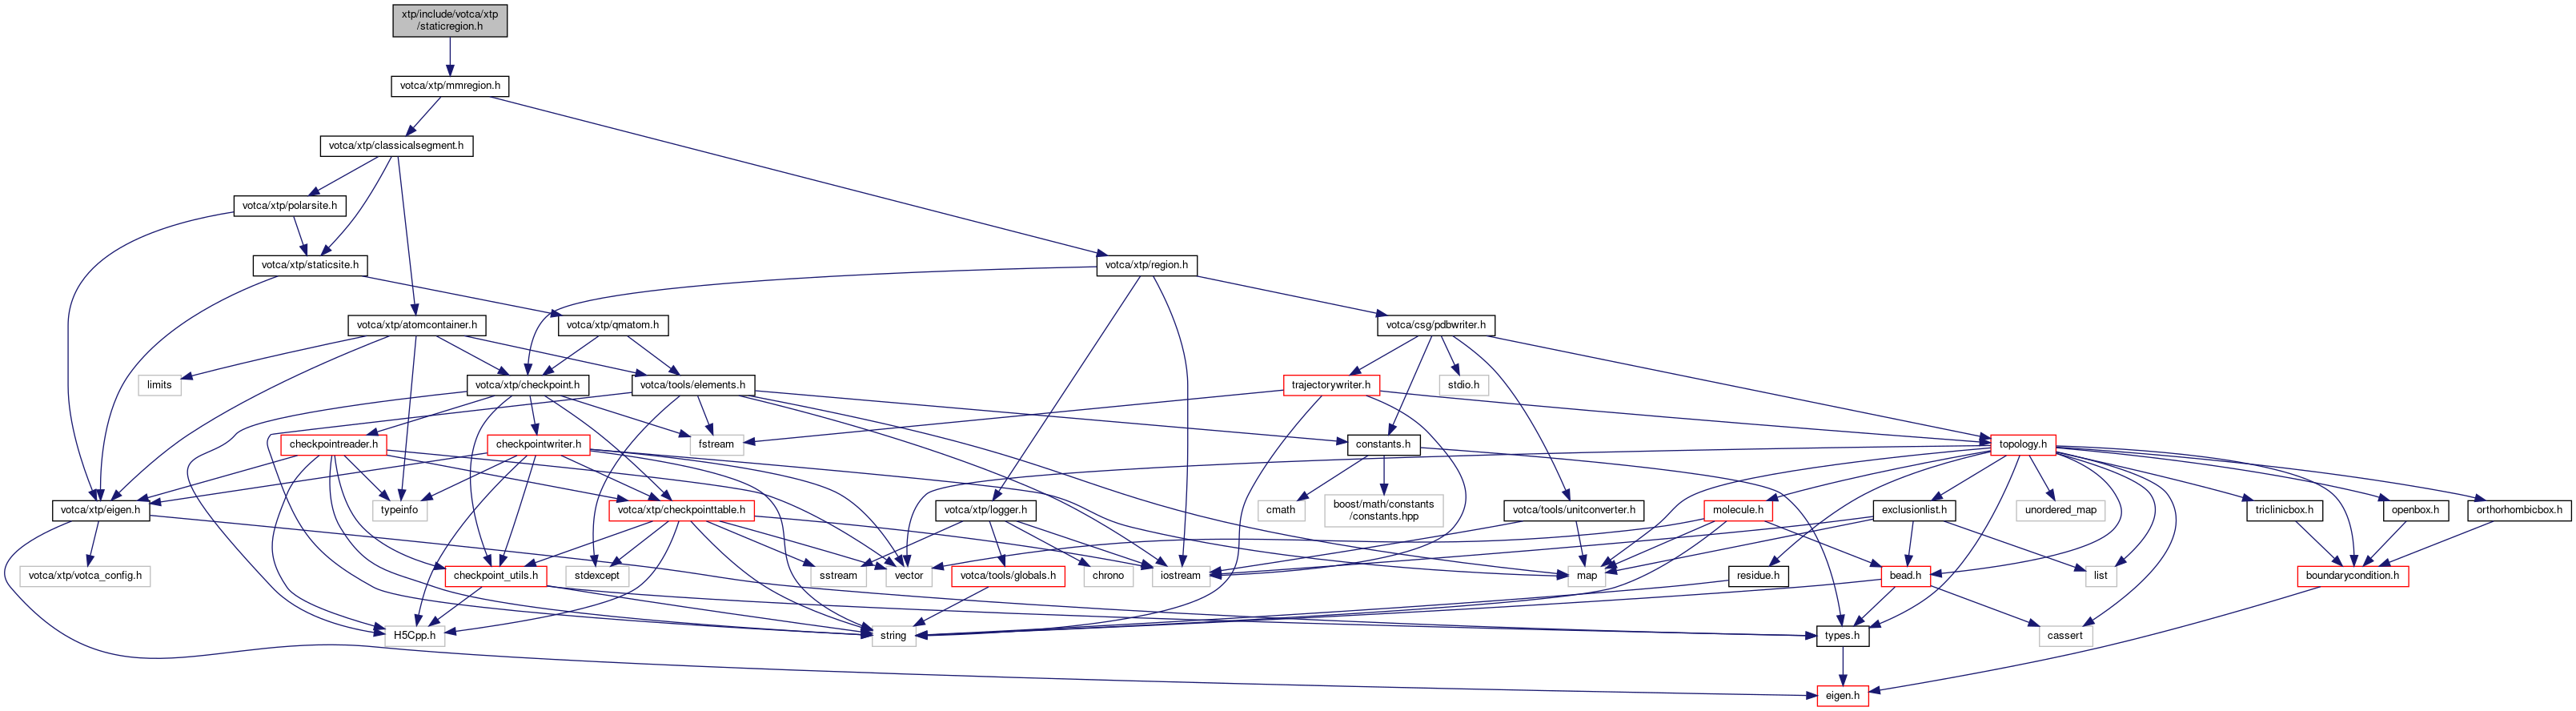 xtp/include/votca/xtp
/staticregion.h
votca/xtp/mmregion.h
votca/xtp/classicalsegment.h
votca/xtp/polarsite.h
votca/xtp/staticsite.h
votca/xtp/region.h
votca/xtp/atomcontainer.h
votca/xtp/qmatom.h
votca/csg/pdbwriter.h
limits
votca/xtp/checkpoint.h
votca/tools/elements.h
trajectorywriter.h
stdio.h
checkpointreader.h
checkpointwriter.h
fstream
constants.h
topology.h
votca/xtp/eigen.h
typeinfo
votca/xtp/checkpointtable.h
votca/xtp/logger.h
cmath
boost/math/constants
/constants.hpp
votca/tools/unitconverter.h
molecule.h
exclusionlist.h
unordered_map
triclinicbox.h
openbox.h
orthorhombicbox.h
votca/xtp/votca_config.h
checkpoint_utils.h
stdexcept
sstream
vector
votca/tools/globals.h
chrono
iostream
map
residue.h
bead.h
list
boundarycondition.h
H5Cpp.h
string
types.h
cassert
eigen.h